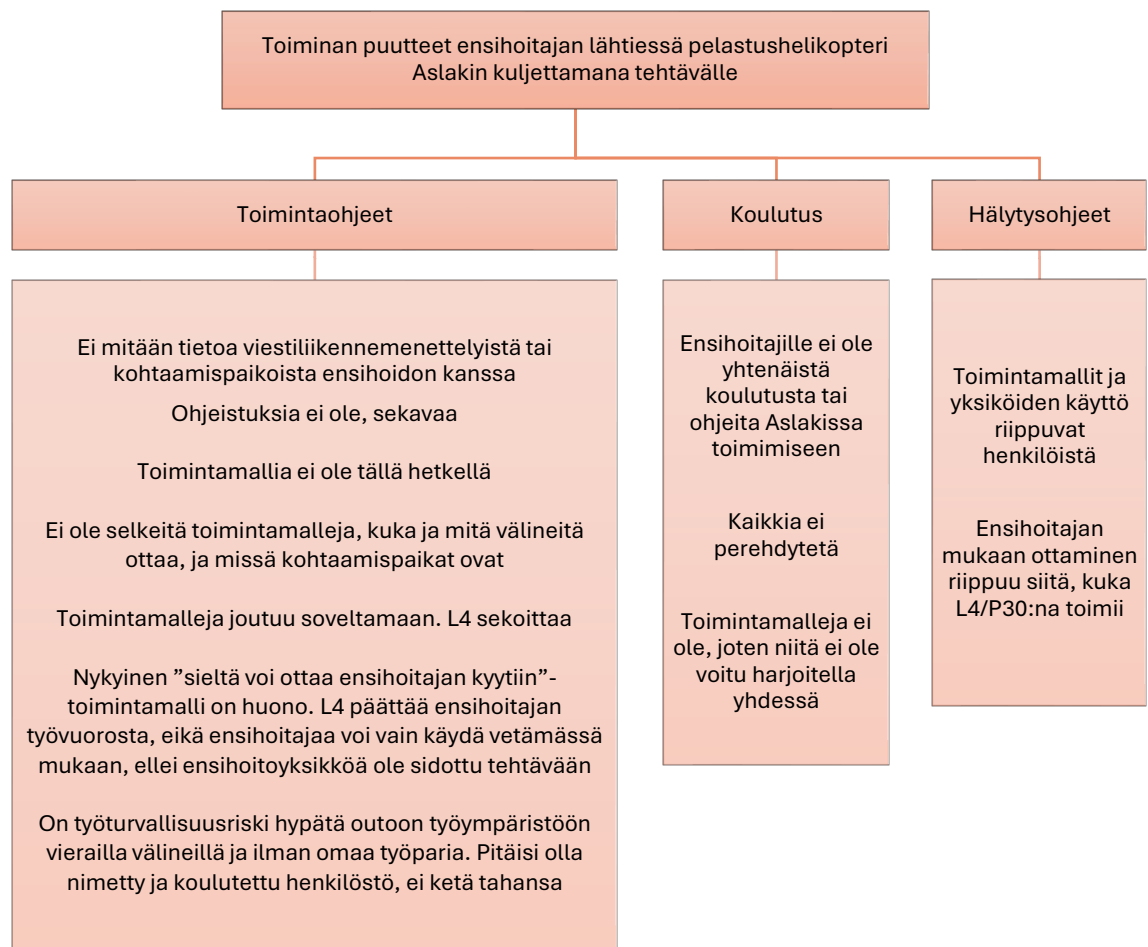 Toiminan puutteet ensihoitajan lähtiessä pelastushelikopteri
Aslakin kuljettamana tehtävälle
Toimintaohjeet
Koulutus
Hälytysohjeet
Ei mitään tietoa viestiliikennemenettelyistä tai
kohtaamispaikoista ensihoidon kanssa
Ohjeistuksia ei ole, sekavaa
Toimintamallia ei ole tällä hetkellä
Ei ole selkeitä toimintamalleja, kuka ja mitä välineitä
ottaa, ja missä kohtaamispaikat ovat
Toimintamalleja joutuu soveltamaan. L4 sekoittaa
Nykyinen ”sieltä voi ottaa ensihoitajan kyytiin”-
toimintamalli on huono. L4 päättää ensihoitajan
työvuorosta, eikä ensihoitajaa voi vain käydä vetämässä
mukaan, ellei ensihoitoyksikköä ole sidottu tehtävään
On työturvallisuusriski hypätä outoon työympäristöön
vierailla välineillä ja ilman omaa työparia. Pitäisi olla
nimetty ja koulutettu henkilöstö, ei ketä tahansa
Ensihoitajille ei ole
yhtenäistä
koulutusta tai
ohjeita Aslakissa
toimimiseen
Kaikkia ei
perehdytetä
Toimintamalleja ei
ole, joten niitä ei ole
voitu harjoitella
yhdessä
Toimintamallit ja
yksiköiden käyttö
riippuvat
henkilöistä
Ensihoitajan
mukaan ottaminen
riippuu siitä, kuka
L4/P30:na toimii